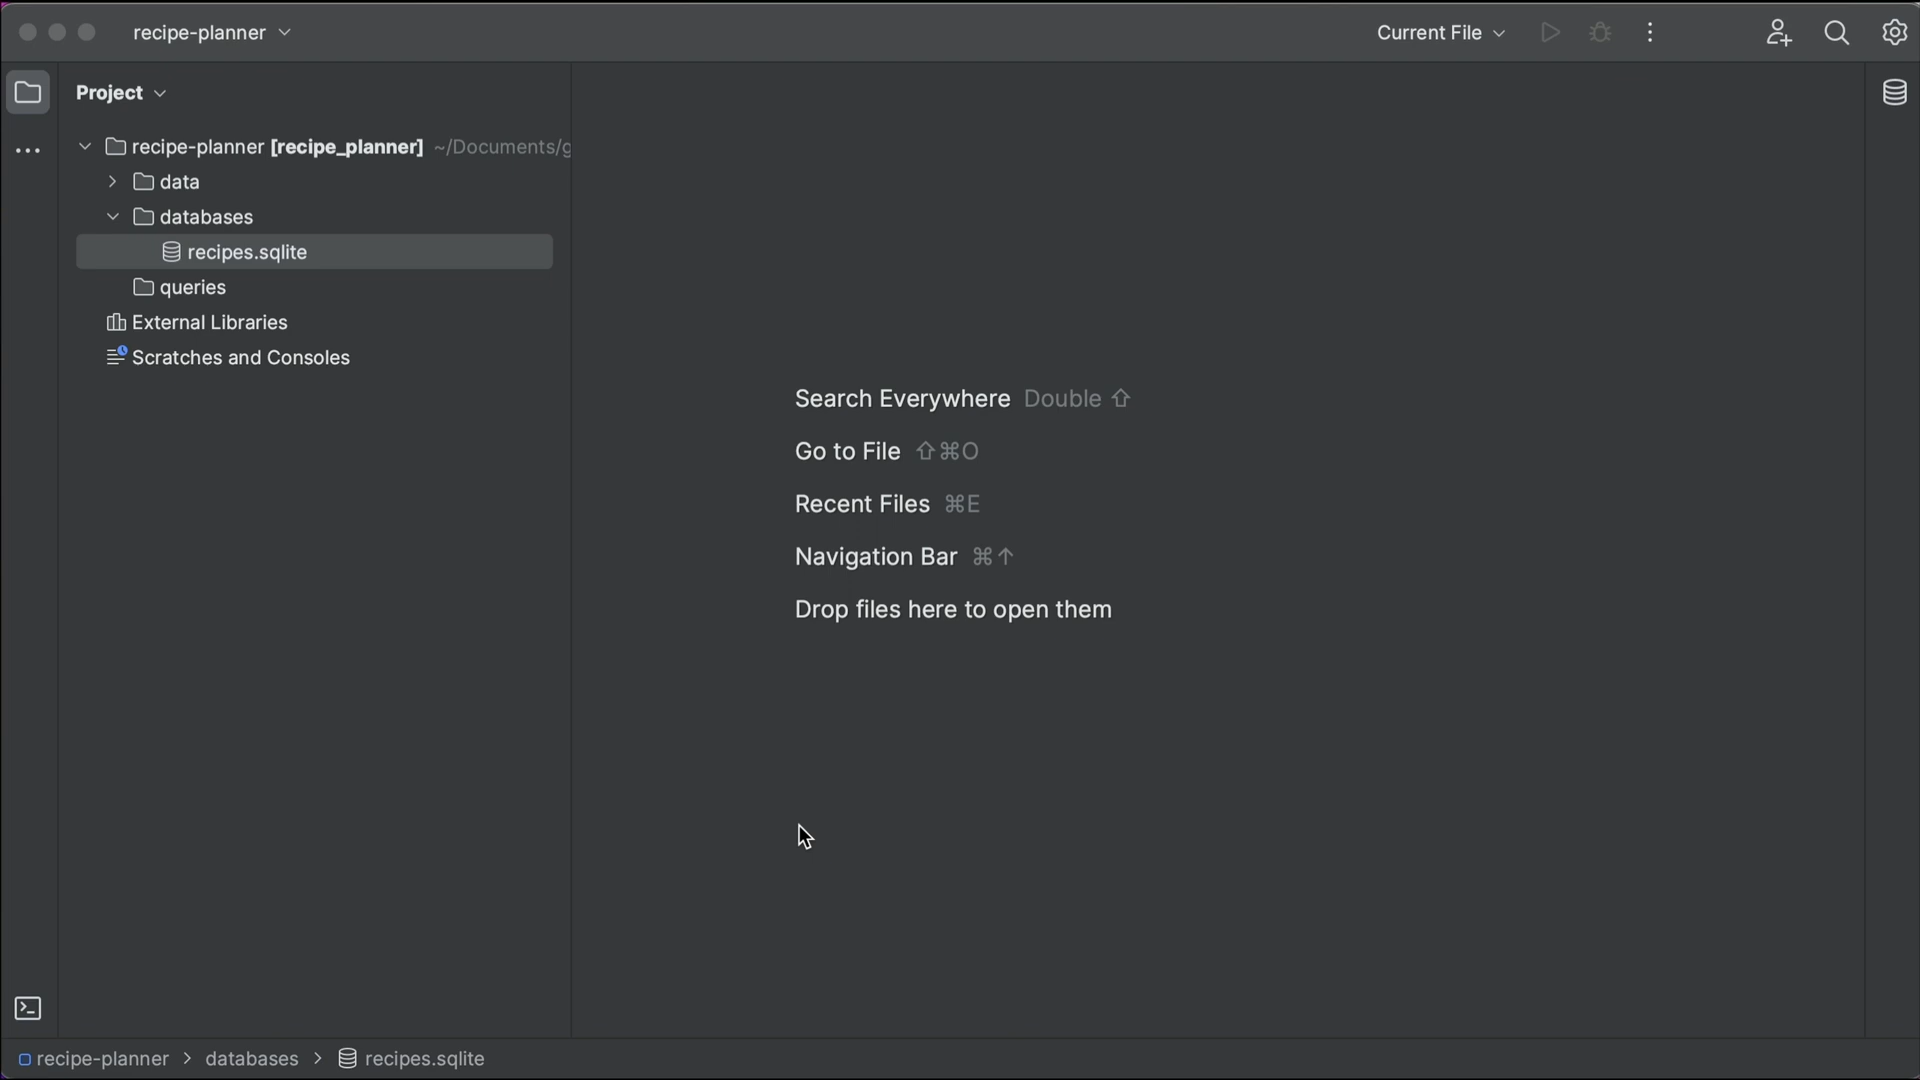 recipe-planner
Current File
Project
recipe-planner [recipe_planner] ~/Documents/g
data
databases
recipes.sqlite
queries
External Libraries
Scratches and Consoles
Search Everywhere Double ⇧
Go to File ⇧⌘O
Recent Files ⌘E
Navigation Bar ⌘↑
Drop files here to open them
recipe-planner > databases > recipes.sqlite